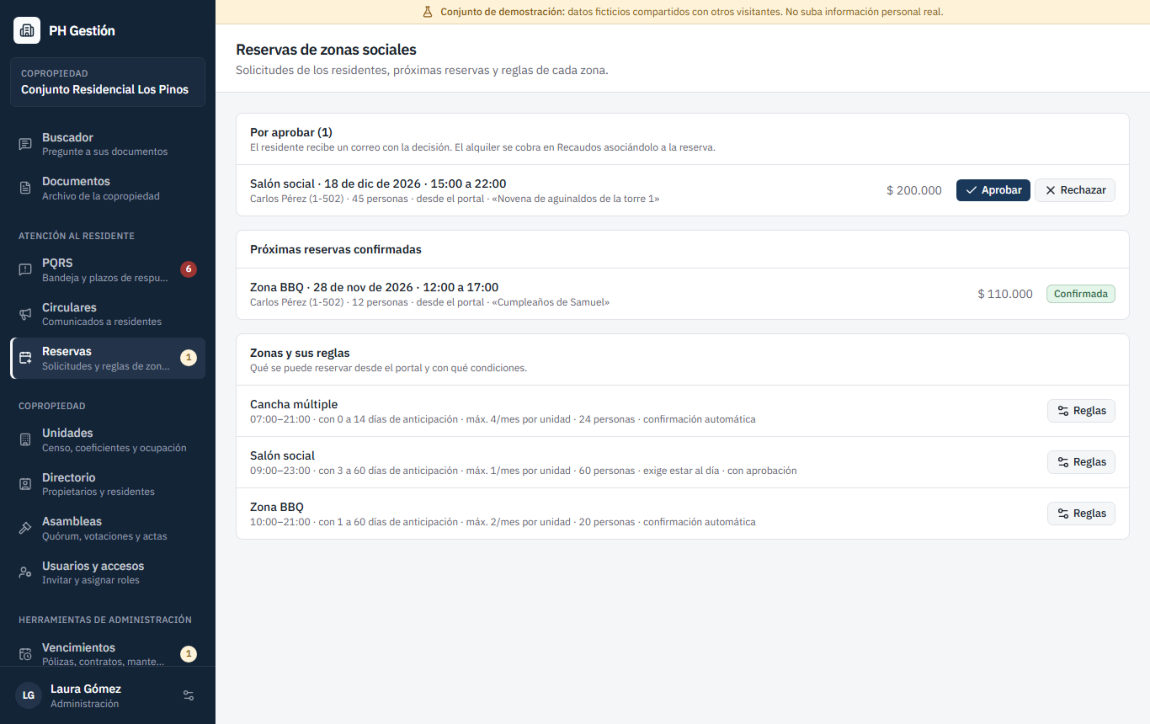 Conjunto de demostración: datos ficticios compartidos con otros visitantes. No suba información personal real.
PH Gestión
COPROPIEDAD
Conjunto Residencial Los Pinos
Buscador
Pregunte a sus documentos
Documentos
Archivo de la copropiedad
ATENCIÓN AL RESIDENTE
PQRS
Bandeja y plazos de respu...
6
Circulares
Comunicados a residentes
Reservas
Solicitudes y reglas de zon...
1
COPROPIEDAD
Unidades
Censo, coeficientes y ocupación
Directorio
Propietarios y residentes
Asambleas
Quórum, votaciones y actas
Usuarios y accesos
Invitar y asignar roles
HERRAMIENTAS DE ADMINISTRACIÓN
Vencimientos
Pólizas, contratos, mante...
1
LG
Laura Gómez
Administración
Reservas de zonas sociales
Solicitudes de los residentes, próximas reservas y reglas de cada zona.
Por aprobar (1)
El residente recibe un correo con la decisión. El alquiler se cobra en Recaudos asociándolo a la reserva.
Salón social · 18 de dic de 2026 · 15:00 a 22:00
Carlos Pérez (1-502) · 45 personas · desde el portal · «Novena de aguinaldos de la torre 1»
$ 200.000
Aprobar
Rechazar
Próximas reservas confirmadas
Zona BBQ · 28 de nov de 2026 · 12:00 a 17:00
Carlos Pérez (1-502) · 12 personas · desde el portal · «Cumpleaños de Samuel»
$ 110.000
Confirmada
Zonas y sus reglas
Qué se puede reservar desde el portal y con qué condiciones.
Cancha múltiple
07:00–21:00 · con 0 a 14 días de anticipación · máx. 4/mes por unidad · 24 personas · confirmación automática
Reglas
Salón social
09:00–23:00 · con 3 a 60 días de anticipación · máx. 1/mes por unidad · 60 personas · exige estar al día · con aprobación
Reglas
Zona BBQ
10:00–21:00 · con 1 a 60 días de anticipación · máx. 2/mes por unidad · 20 personas · confirmación automática
Reglas